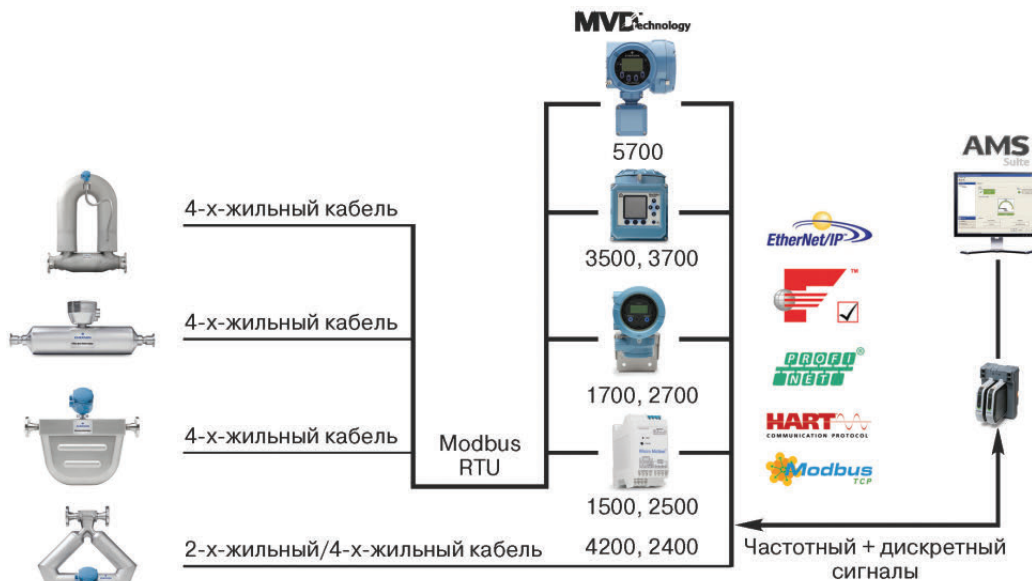 MVD Technology
5700
AMS
Suite
4-х-жильный кабель
3500, 3700
EtherNet/IP™
F™
4-х-жильный кабель
1700, 2700
PROFI
NET®
4-х-жильный кабель
Modbus
RTU
HART
COMMUNICATION PROTOCOL
Modbus
TCP
1500, 2500
2-х-жильный/4-х-жильный кабель
4200, 2400
Частотный + дискретный
сигналы